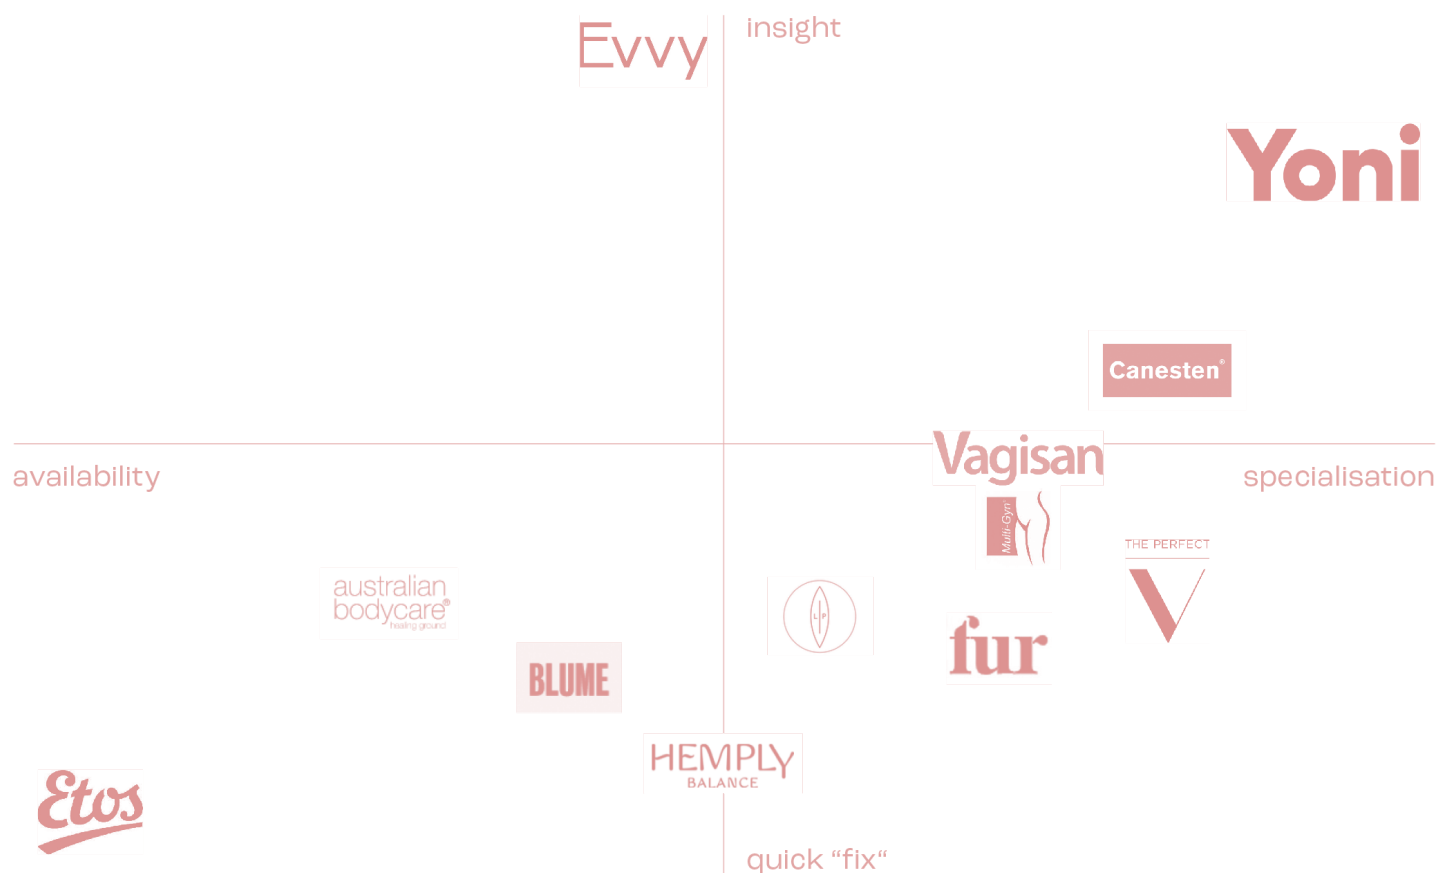 Evvy
insight
Yoni
Canesten®
Vagisan
availability
specialisation
Multi-Gyn®
THE PERFECT
V
australian
bodycare®
healing ground
L P
fur
BLUME
HEMPLY
BALANCE
Etos
quick “fix“